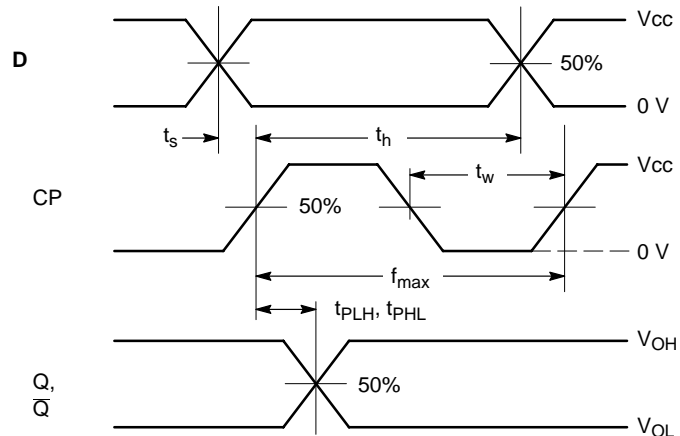 Vcc
D
50%
0 V
ts
th
Vcc
tw
CP
50%
0 V
fmax
tPLH, tPHL
VOH
Q,
Q̅
50%
VOL